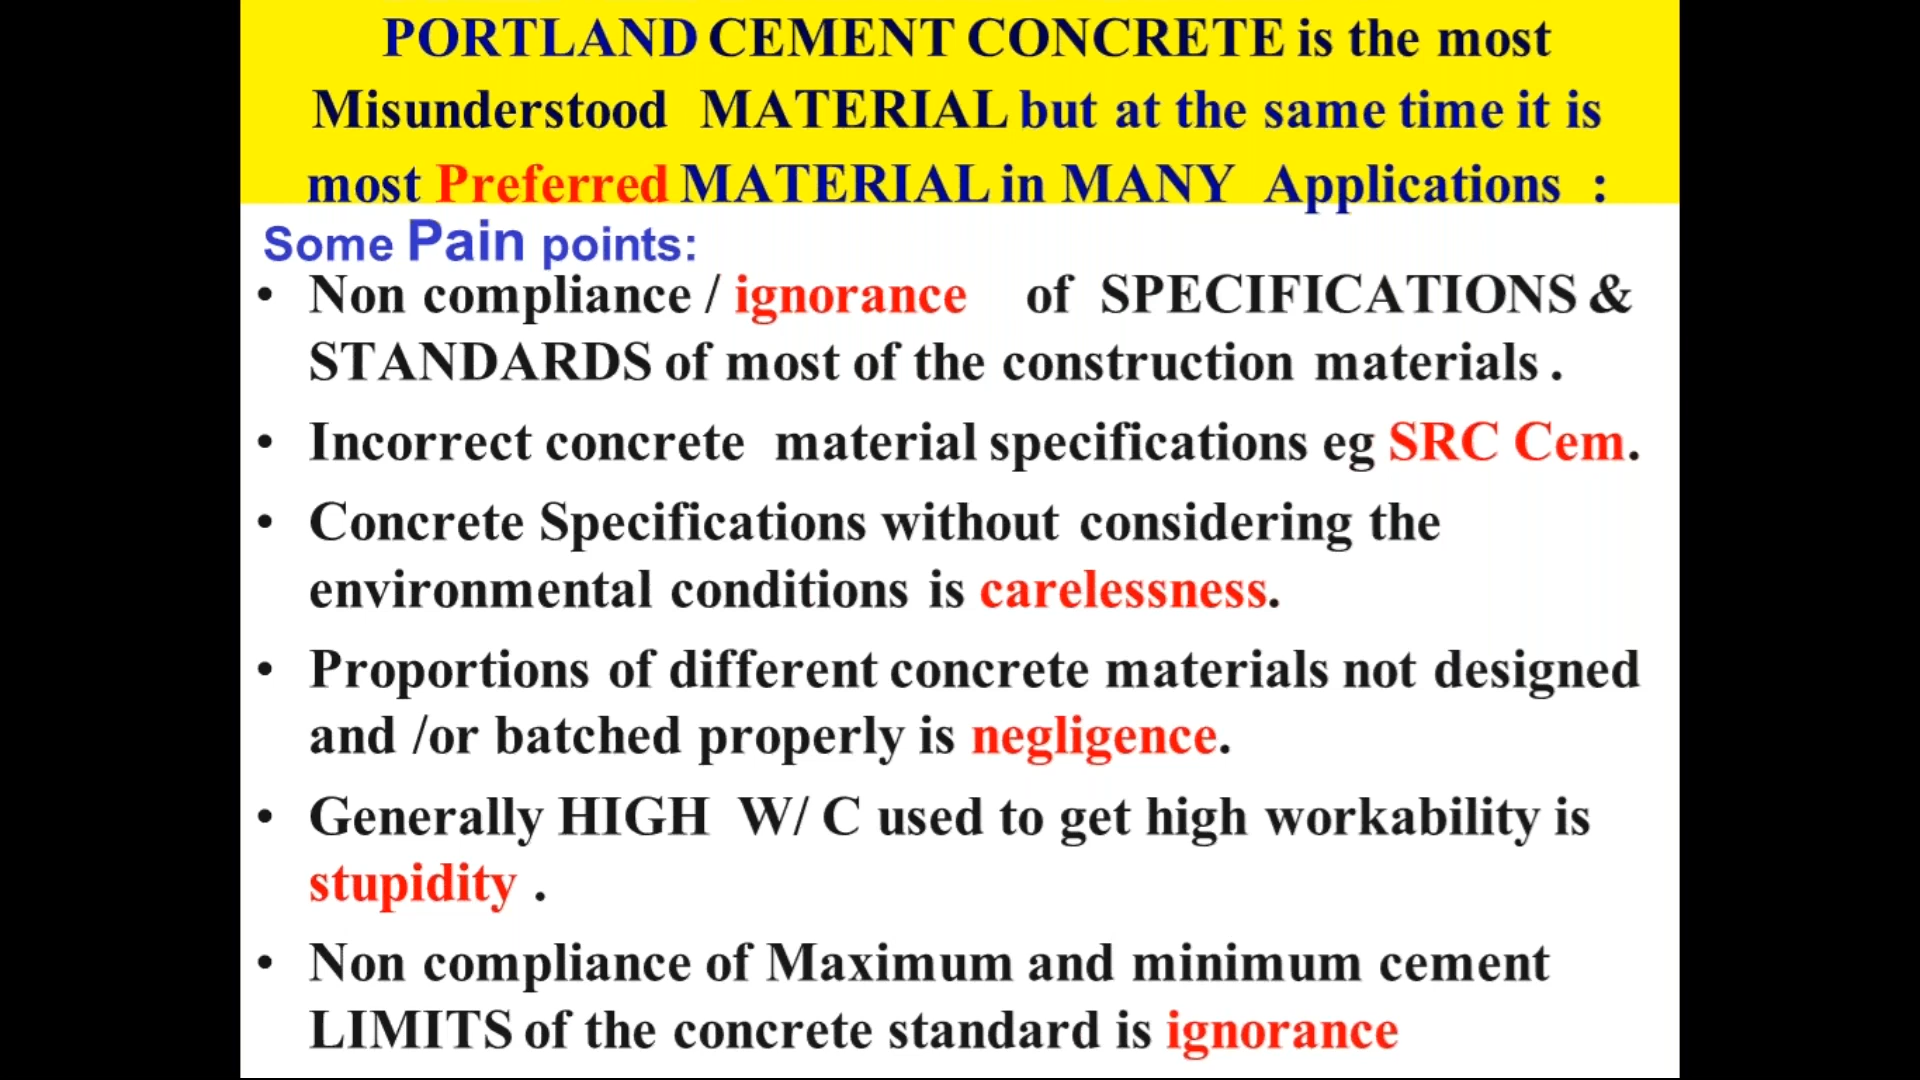 PORTLAND CEMENT CONCRETE is the most
Misunderstood MATERIAL but at the same time it is
most Preferred MATERIAL in MANY Applications :
Some Pain points:
• Non compliance / ignorance of SPECIFICATIONS &
STANDARDS of most of the construction materials .
• Incorrect concrete material specifications eg SRC Cem.
• Concrete Specifications without considering the
environmental conditions is carelessness.
• Proportions of different concrete materials not designed
and /or batched properly is negligence.
• Generally HIGH W/ C used to get high workability is
stupidity .
• Non compliance of Maximum and minimum cement
LIMITS of the concrete standard is ignorance